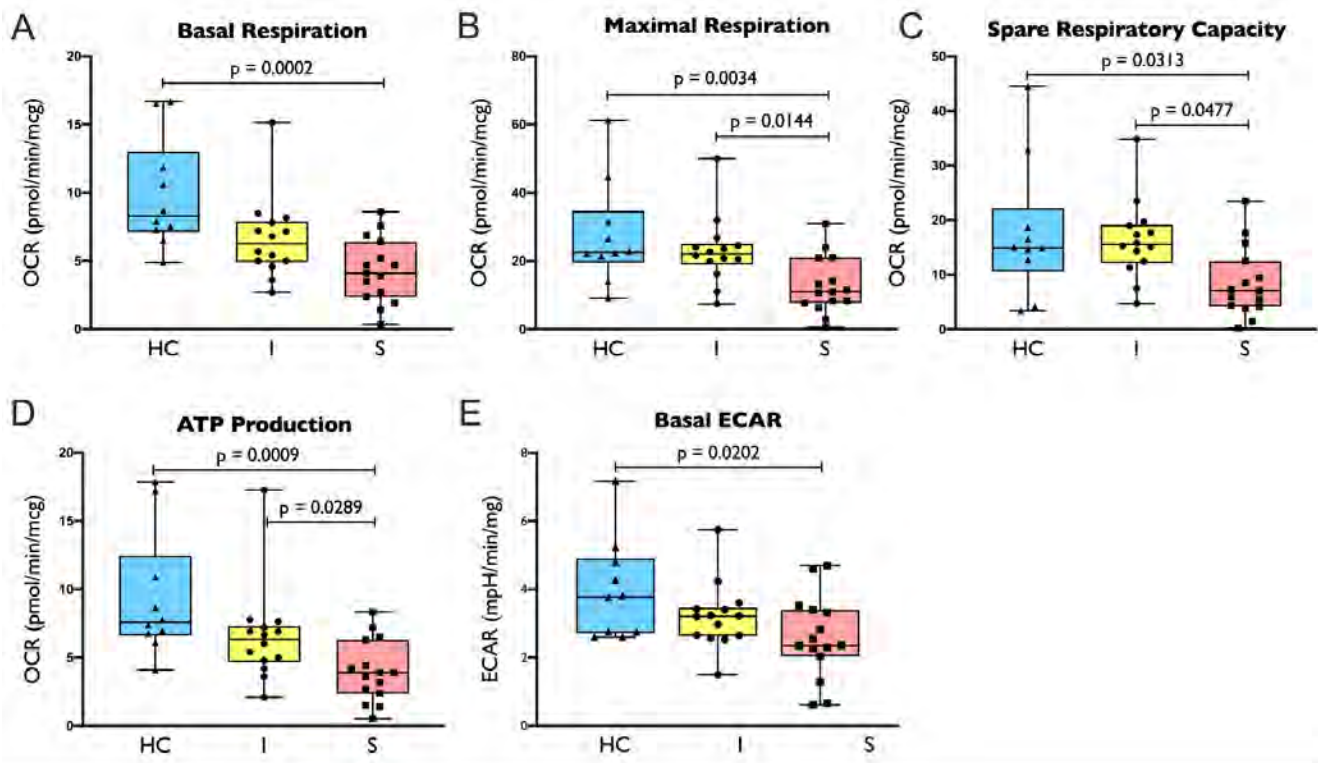 A
Basal Respiration
p = 0.0002
OCR (pmol/min/mcg)
20
15
10
5
0
HC I S
B
Maximal Respiration
p = 0.0034
p = 0.0144
OCR (pmol/min/mcg)
80
60
40
20
0
HC I S
C
Spare Respiratory Capacity
p = 0.0313
p = 0.0477
OCR (pmol/min/mcg)
50
40
30
20
10
0
HC I S
D
ATP Production
p = 0.0009
p = 0.0289
OCR (pmol/min/mcg)
20
15
10
5
0
HC I S
E
Basal ECAR
p = 0.0202
ECAR (mpH/min/mg)
8
6
4
2
0
HC I S